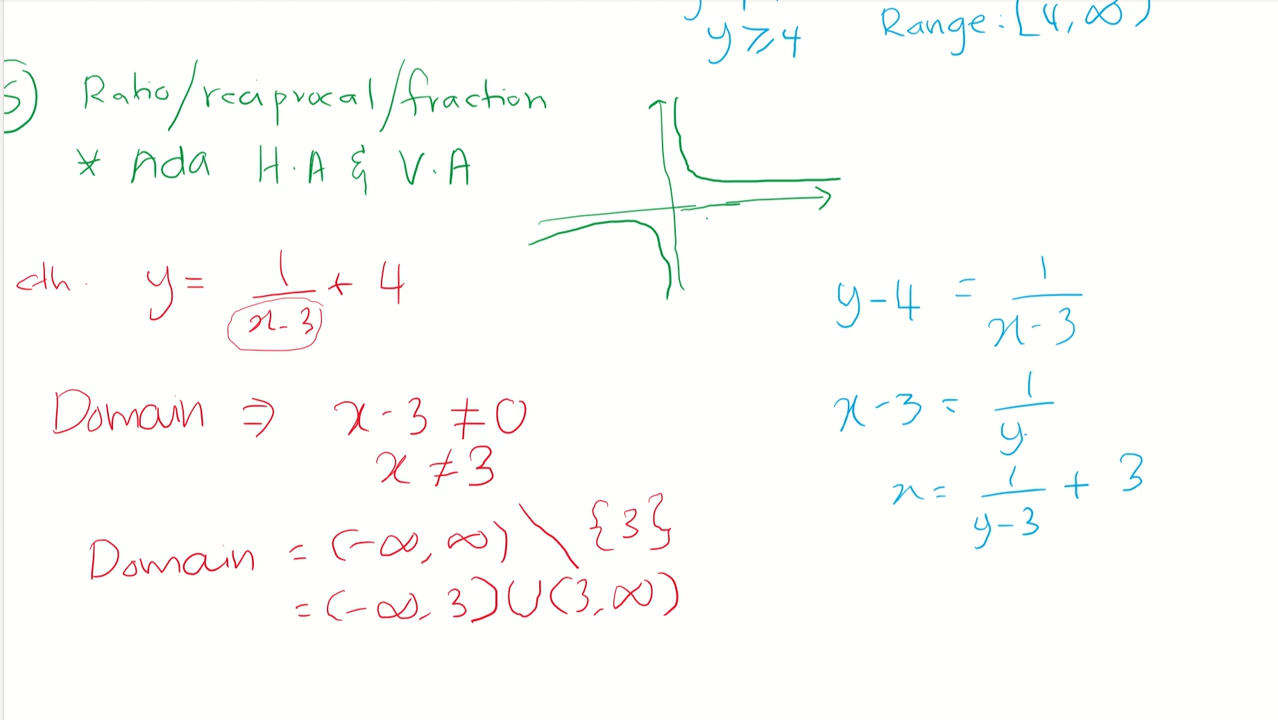 y ≥ 4
Range: [4, ∞)
5) Ratio/reciprocal/fraction
* Ada H.A & V.A
cth. y = 1/(x-3) + 4
Domain ⇒ x - 3 ≠ 0
x ≠ 3
Domain = (-∞, ∞) \ {3}
= (-∞, 3) ∪ (3, ∞)
y - 4 = 1/(x-3)
x - 3 = 1/y
x = 1/(y-3) + 3